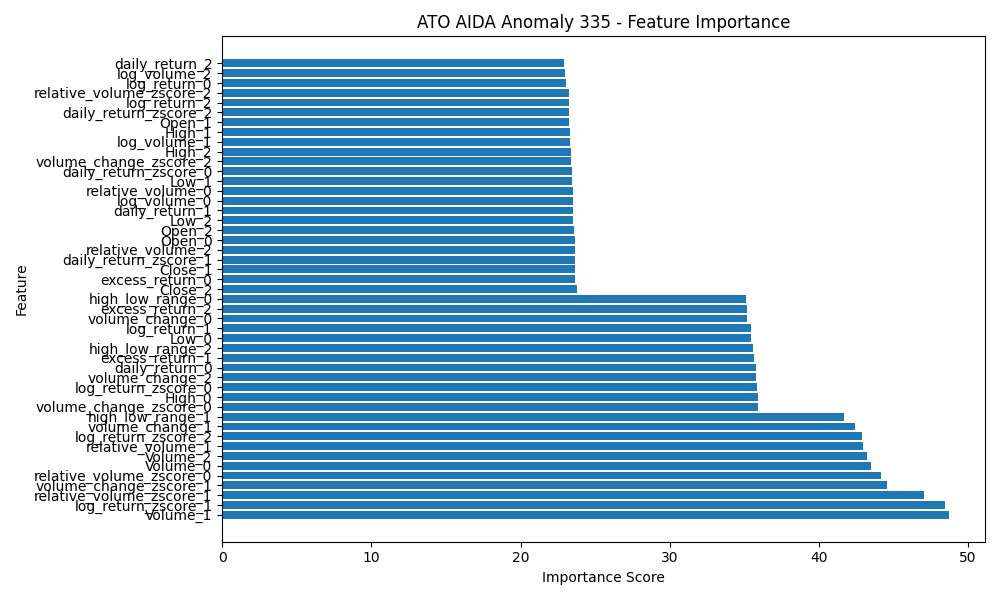 ATO AIDA Anomaly 335 - Feature Importance
daily_return_2
log_volume_2
log_return_0
relative_volume_zscore_2
log_return_2
daily_return_zscore_2
Open_1
High_1
log_volume_1
High_2
volume_change_zscore_2
daily_return_zscore_0
Low_1
relative_volume_0
log_volume_0
daily_return_1
Low_2
Open_2
Open_0
relative_volume_2
daily_return_zscore_1
Close_1
excess_return_0
Close_2
high_low_range_0
excess_return_2
volume_change_0
log_return_1
Low_0
high_low_range_2
excess_return_1
daily_return_0
volume_change_2
log_return_zscore_0
High_0
volume_change_zscore_0
high_low_range_1
volume_change_1
log_return_zscore_2
relative_volume_1
Volume_2
Volume_0
relative_volume_zscore_0
volume_change_zscore_1
relative_volume_zscore_1
log_return_zscore_1
Volume_1
Feature
0 10 20 30 40 50
Importance Score